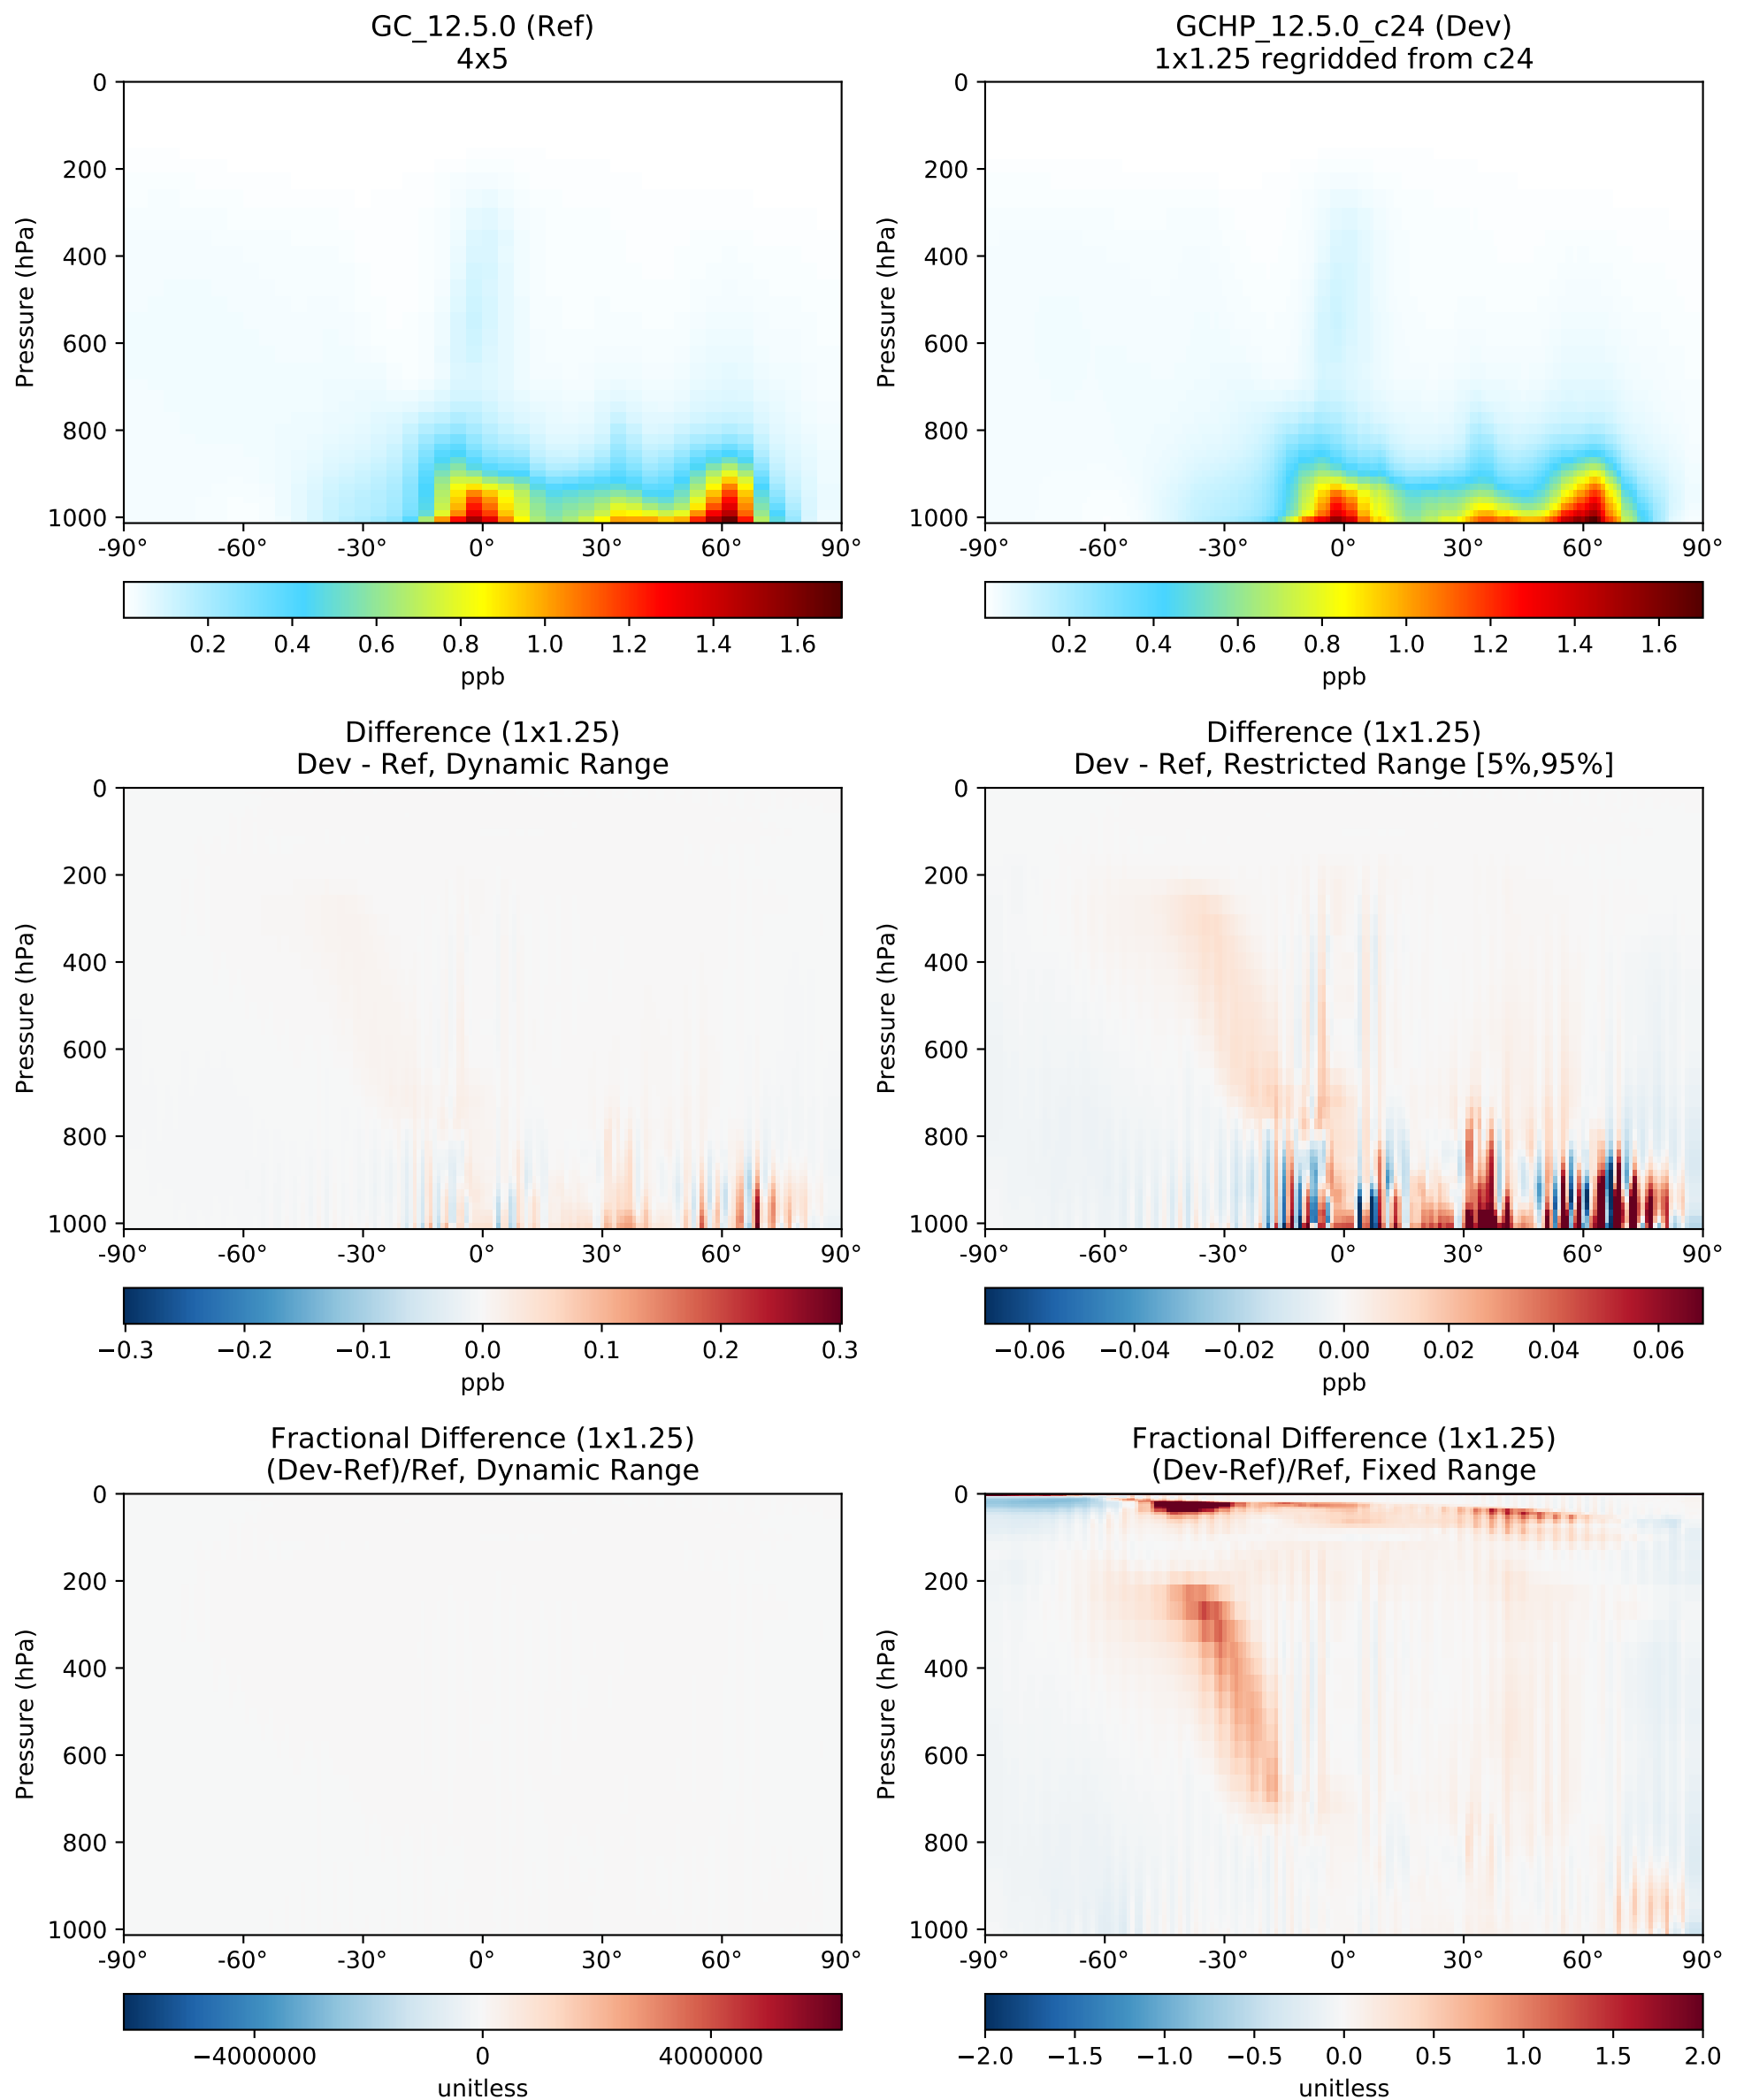 GC_12.5.0 (Ref)
4x5
GCHP_12.5.0_c24 (Dev)
1x1.25 regridded from c24
Pressure (hPa)
0
200
400
600
800
1000
-90° -60° -30° 0° 30° 60° 90°
0.2 0.4 0.6 0.8 1.0 1.2 1.4 1.6
ppb
Pressure (hPa)
0
200
400
600
800
1000
-90° -60° -30° 0° 30° 60° 90°
0.2 0.4 0.6 0.8 1.0 1.2 1.4 1.6
ppb
Difference (1x1.25)
Dev - Ref, Dynamic Range
Pressure (hPa)
0
200
400
600
800
1000
-90° -60° -30° 0° 30° 60° 90°
−0.3 −0.2 −0.1 0.0 0.1 0.2 0.3
ppb
Difference (1x1.25)
Dev - Ref, Restricted Range [5%,95%]
Pressure (hPa)
0
200
400
600
800
1000
-90° -60° -30° 0° 30° 60° 90°
−0.06 −0.04 −0.02 0.00 0.02 0.04 0.06
ppb
Fractional Difference (1x1.25)
(Dev-Ref)/Ref, Dynamic Range
Pressure (hPa)
0
200
400
600
800
1000
-90° -60° -30° 0° 30° 60° 90°
−4000000 0 4000000
unitless
Fractional Difference (1x1.25)
(Dev-Ref)/Ref, Fixed Range
Pressure (hPa)
0
200
400
600
800
1000
-90° -60° -30° 0° 30° 60° 90°
−2.0 −1.5 −1.0 −0.5 0.0 0.5 1.0 1.5 2.0
unitless